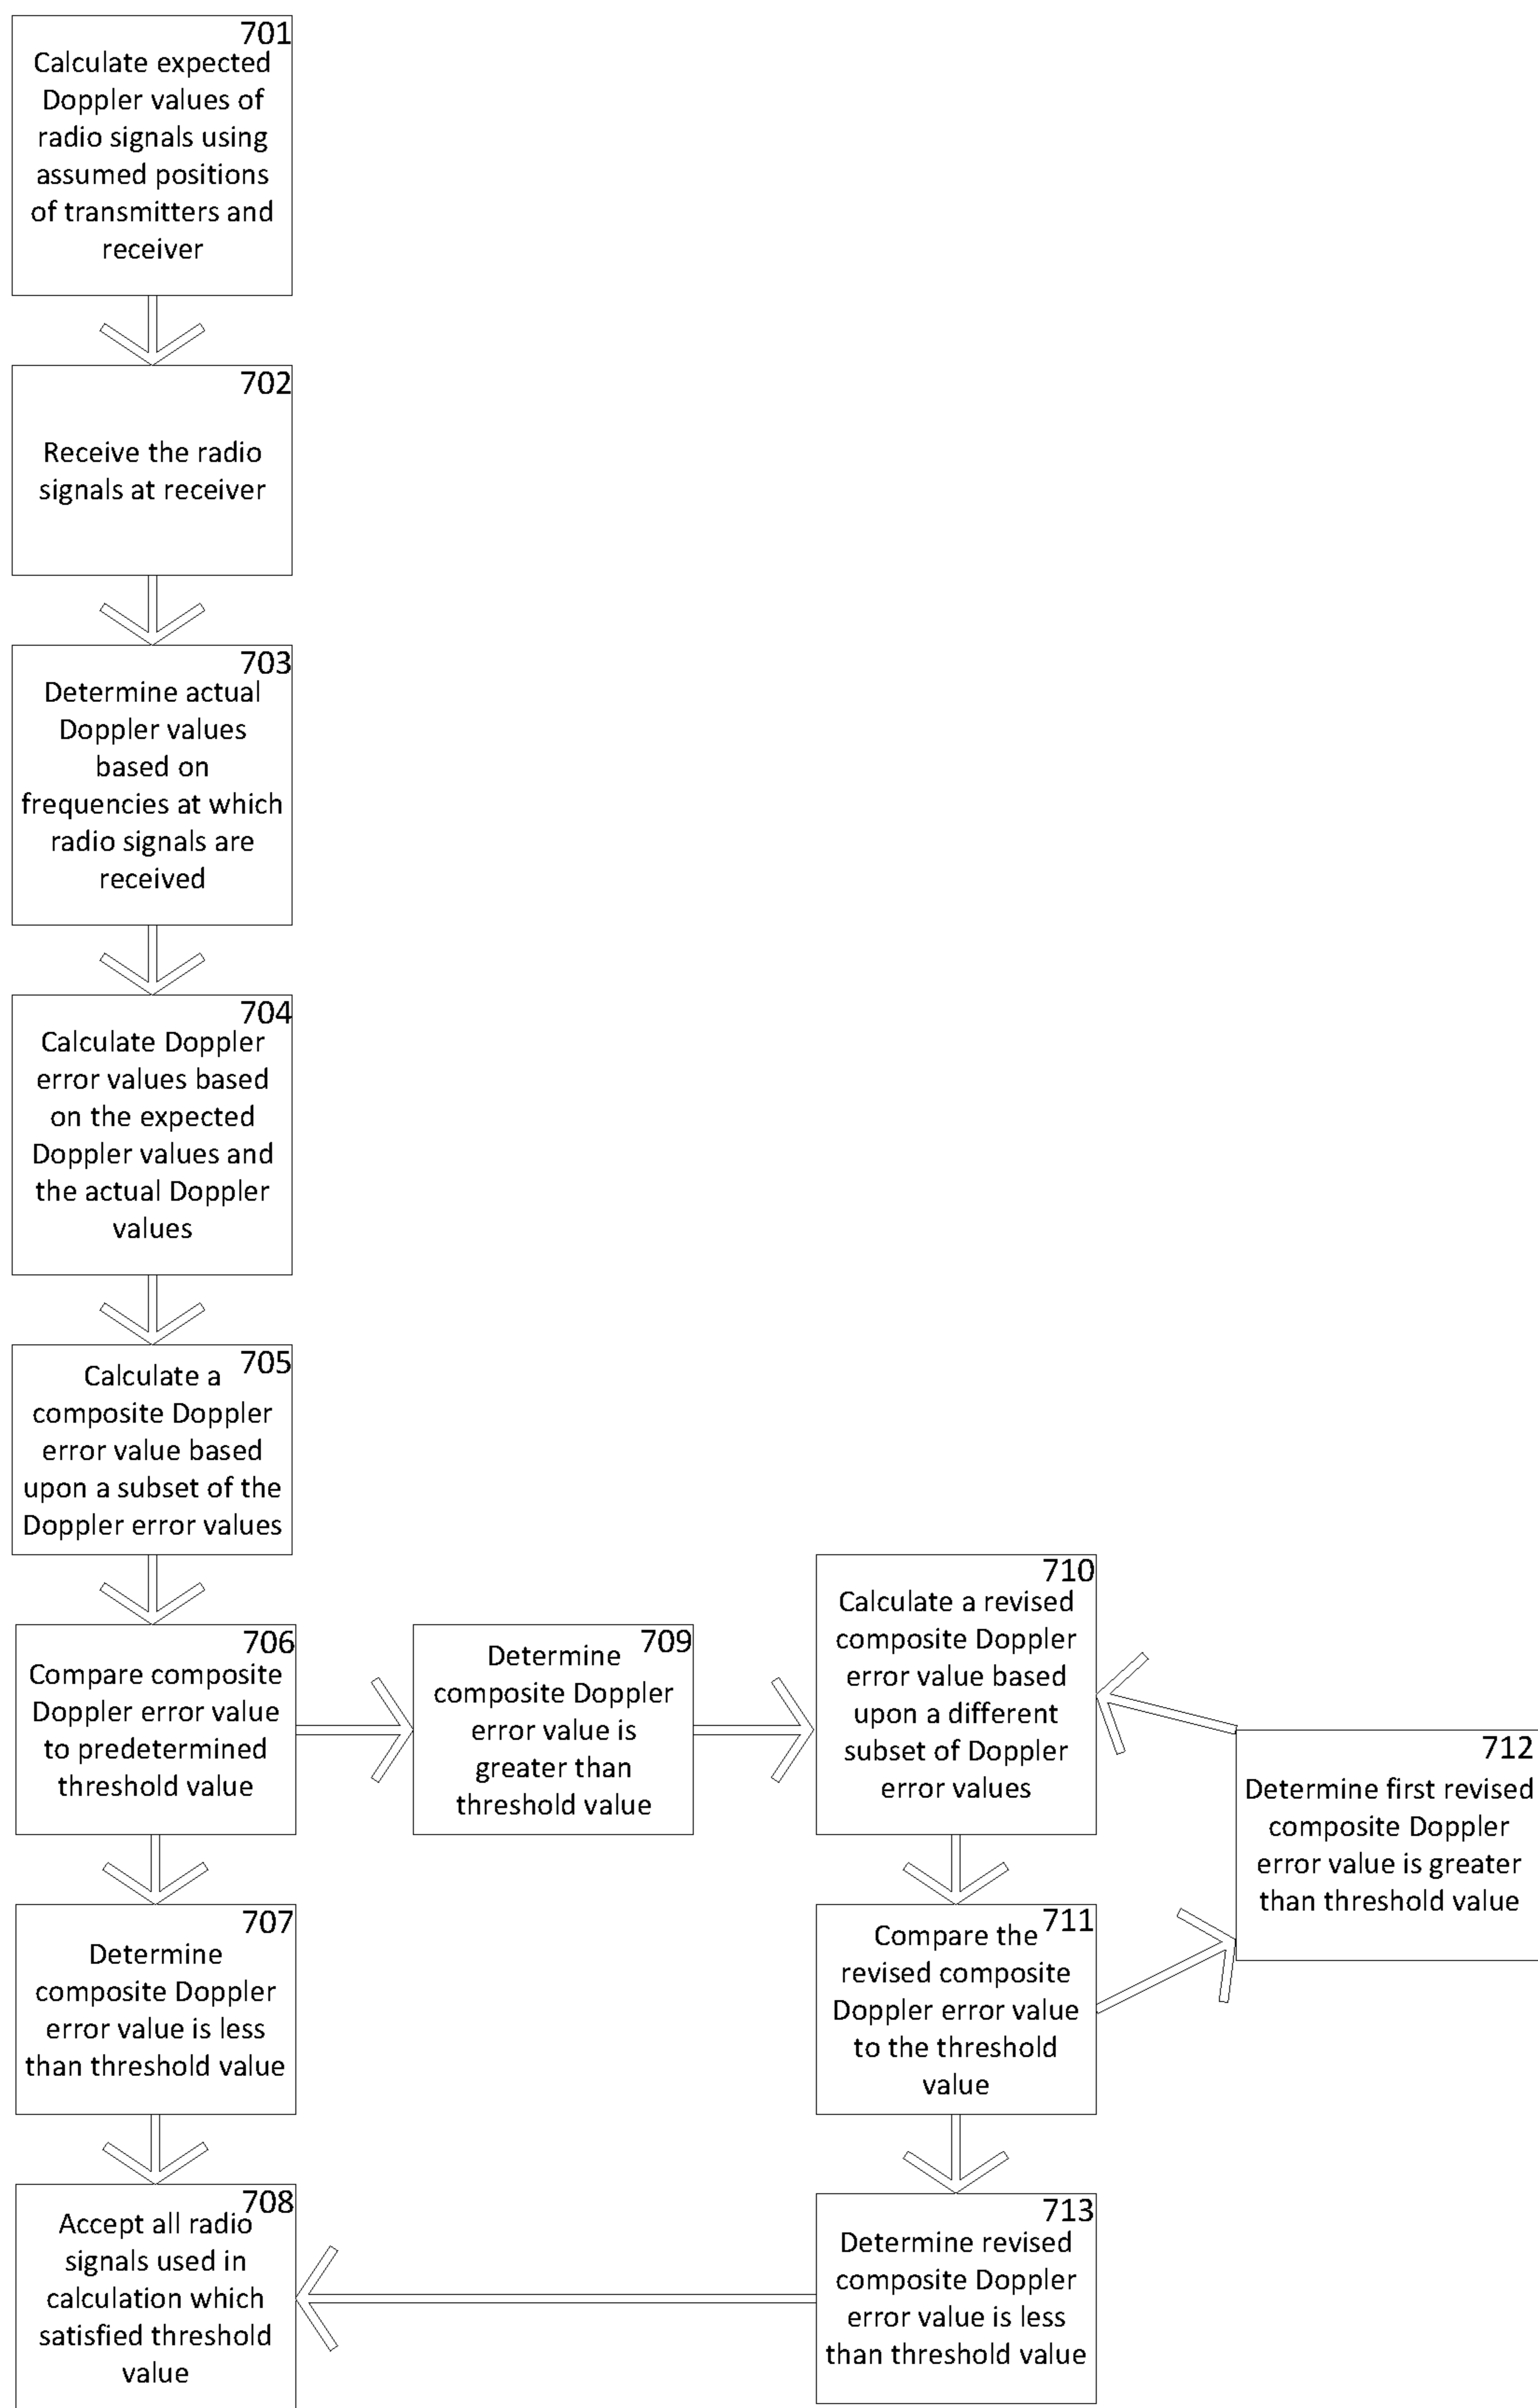 701
Calculate expected
Doppler values of
radio signals using
assumed positions
of transmitters and
receiver
702
Receive the radio
signals at receiver
703
Determine actual
Doppler values
based on
frequencies at which
radio signals are
received
704
Calculate Doppler
error values based
on the expected
Doppler values and
the actual Doppler
values
705
Calculate a
composite Doppler
error value based
upon a subset of the
Doppler error values
706
Compare composite
Doppler error value
to predetermined
threshold value
707
Determine
composite Doppler
error value is less
than threshold value
708
Accept all radio
signals used in
calculation which
satisfied threshold
value
709
Determine
composite Doppler
error value is
greater than
threshold value
710
Calculate a revised
composite Doppler
error value based
upon a different
subset of Doppler
error values
711
Compare the
revised composite
Doppler error value
to the threshold
value
712
Determine first revised
composite Doppler
error value is greater
than threshold value
713
Determine revised
composite Doppler
error value is less
than threshold value